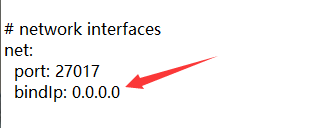 # network interfaces
net:
  port: 27017
  bindIp: 0.0.0.0